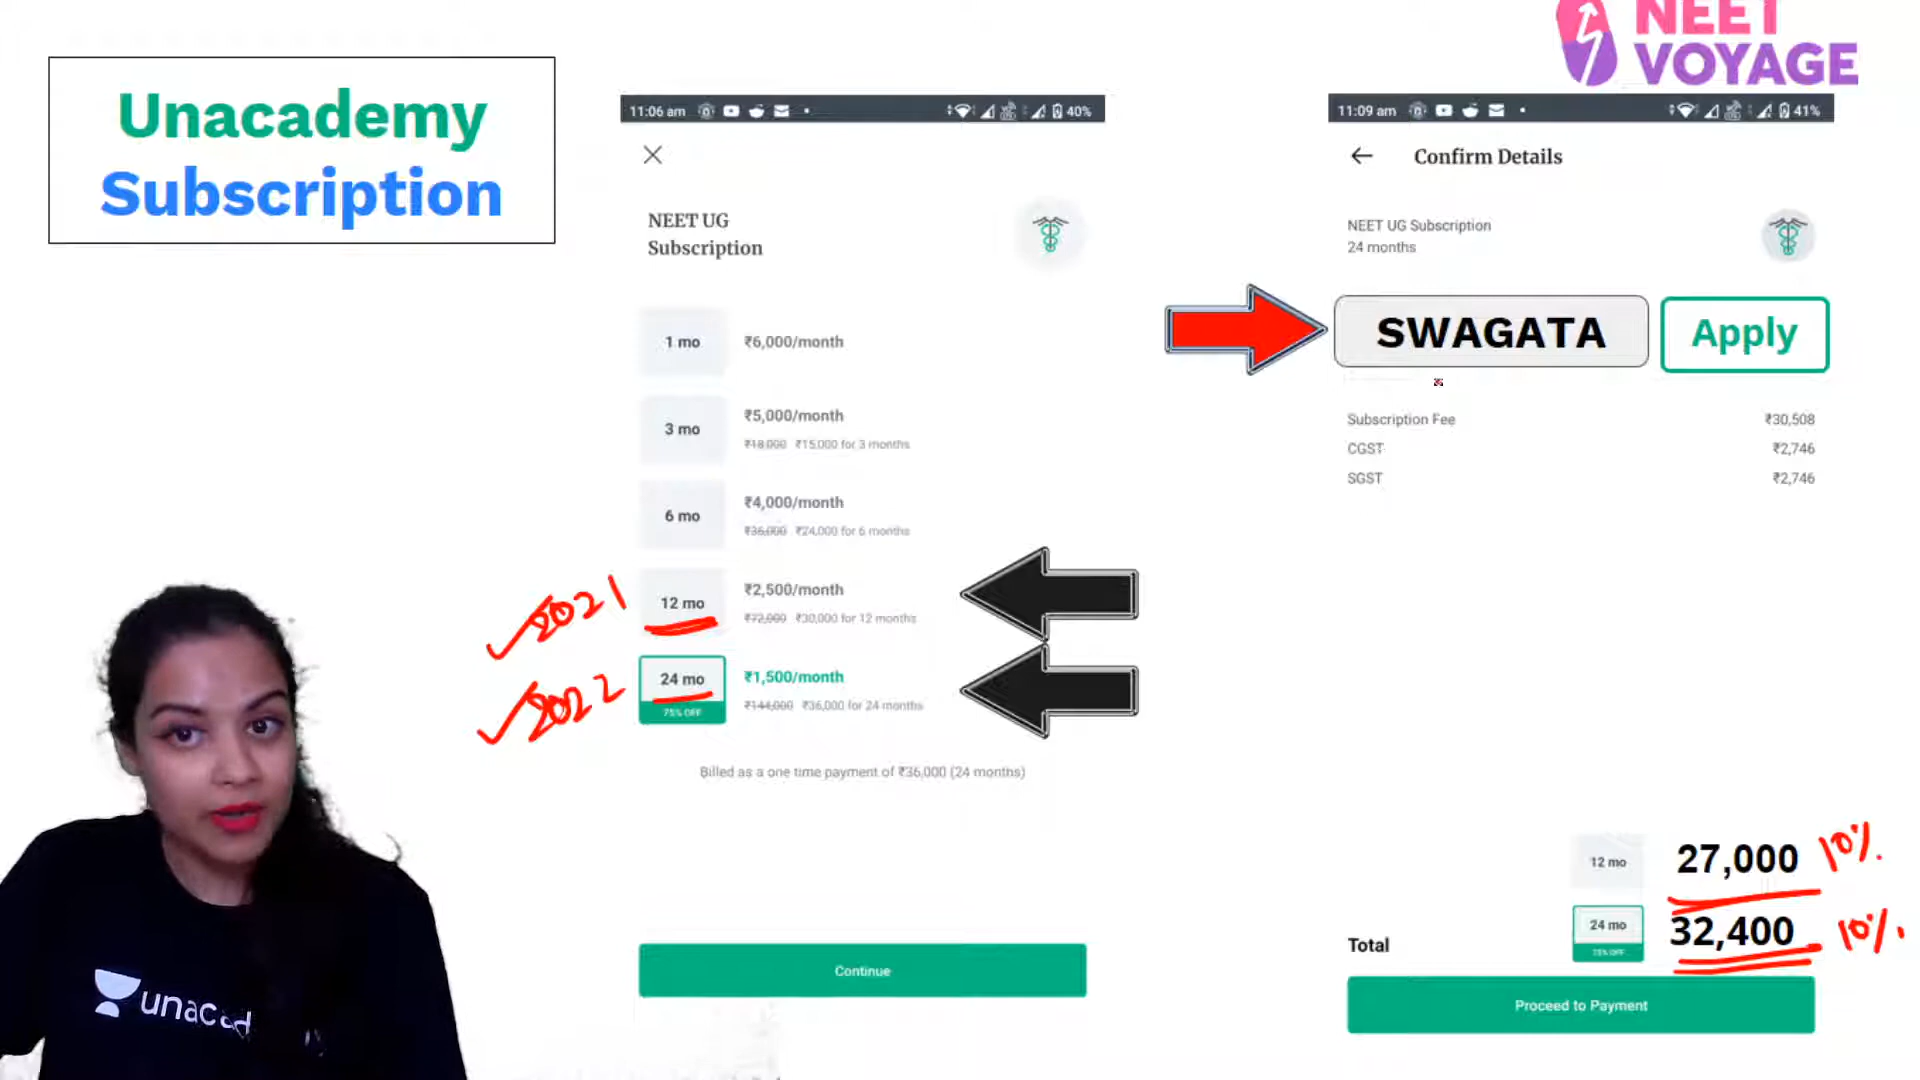 NEET
VOYAGE
Unacademy
Subscription
11:06 am
40%
NEET UG
Subscription
1 mo
₹6,000/month
3 mo
₹5,000/month
₹18,000 ₹15,000 for 3 months
6 mo
₹4,000/month
₹36,000 ₹24,000 for 6 months
2021
12 mo
₹2,500/month
₹72,000 ₹30,000 for 12 months
2022
24 mo
75% OFF
₹1,500/month
₹144,000 ₹36,000 for 24 months
Billed as a one time payment of ₹36,000 (24 months)
Continue
11:09 am
41%
Confirm Details
NEET UG Subscription
24 months
SWAGATA
Apply
Subscription Fee ₹30,508
CGST ₹2,746
SGST ₹2,746
12 mo 27,000 10%
Total
24 mo 32,400 10%
75% OFF
Proceed to Payment
unacad